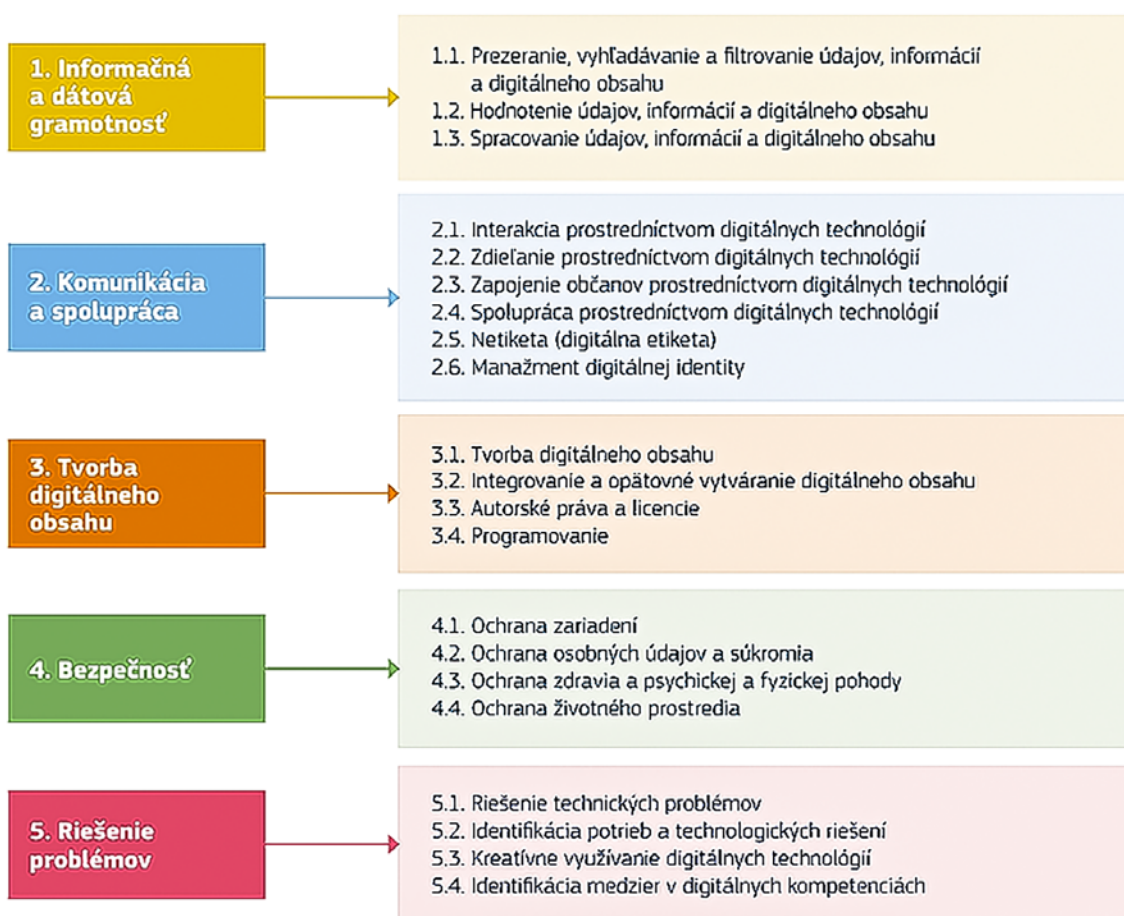 1. Informačná
a dátová
gramotnosť
1.1. Prezeranie, vyhľadávanie a filtrovanie údajov, informácií
a digitálneho obsahu
1.2. Hodnotenie údajov, informácií a digitálneho obsahu
1.3. Spracovanie údajov, informácií a digitálneho obsahu
2. Komunikácia
a spolupráca
2.1. Interakcia prostredníctvom digitálnych technológií
2.2. Zdieľanie prostredníctvom digitálnych technológií
2.3. Zapojenie občanov prostredníctvom digitálnych technológií
2.4. Spolupráca prostredníctvom digitálnych technológií
2.5. Netiketa (digitálna etiketa)
2.6. Manažment digitálnej identity
3. Tvorba
digitálneho
obsahu
3.1. Tvorba digitálneho obsahu
3.2. Integrovanie a opätovné vytváranie digitálneho obsahu
3.3. Autorské práva a licencie
3.4. Programovanie
4. Bezpečnosť
4.1. Ochrana zariadení
4.2. Ochrana osobných údajov a súkromia
4.3. Ochrana zdravia a psychickej a fyzickej pohody
4.4. Ochrana životného prostredia
5. Riešenie
problémov
5.1. Riešenie technických problémov
5.2. Identifikácia potrieb a technologických riešení
5.3. Kreatívne využívanie digitálnych technológií
5.4. Identifikácia medzier v digitálnych kompetenciách